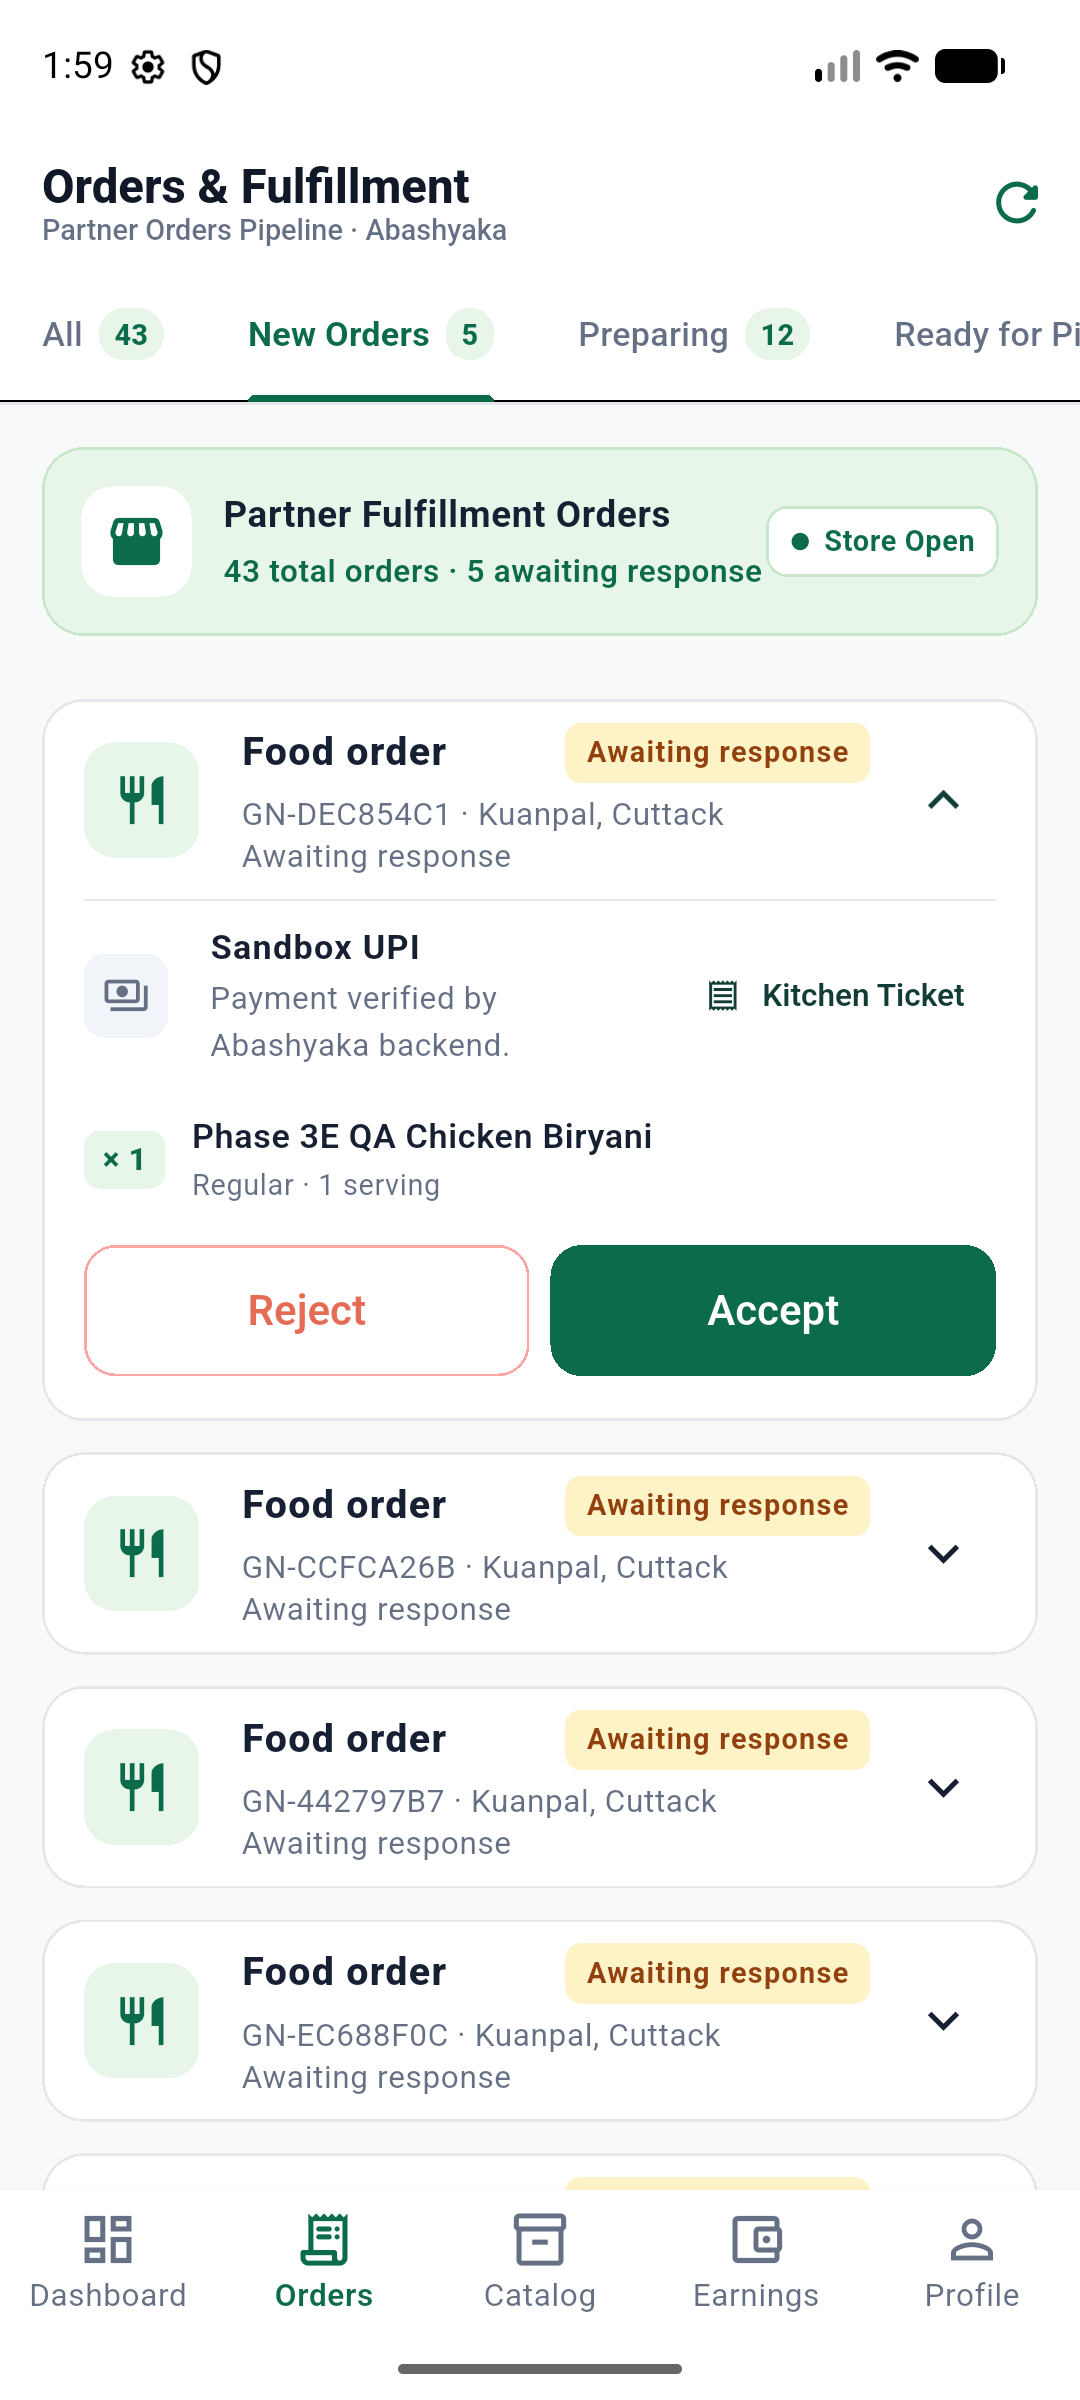 1:59
Orders & Fulfillment
Partner Orders Pipeline · Abashyaka
All 43 New Orders 5 Preparing 12 Ready for Pi
Partner Fulfillment Orders
43 total orders · 5 awaiting response
Store Open
Food order
Awaiting response
GN-DEC854C1 · Kuanpal, Cuttack
Awaiting response
Sandbox UPI
Payment verified by
Abashyaka backend.
Kitchen Ticket
× 1
Phase 3E QA Chicken Biryani
Regular · 1 serving
Reject
Accept
Food order
Awaiting response
GN-CCFCA26B · Kuanpal, Cuttack
Awaiting response
Food order
Awaiting response
GN-442797B7 · Kuanpal, Cuttack
Awaiting response
Food order
Awaiting response
GN-EC688F0C · Kuanpal, Cuttack
Awaiting response
Dashboard
Orders
Catalog
Earnings
Profile